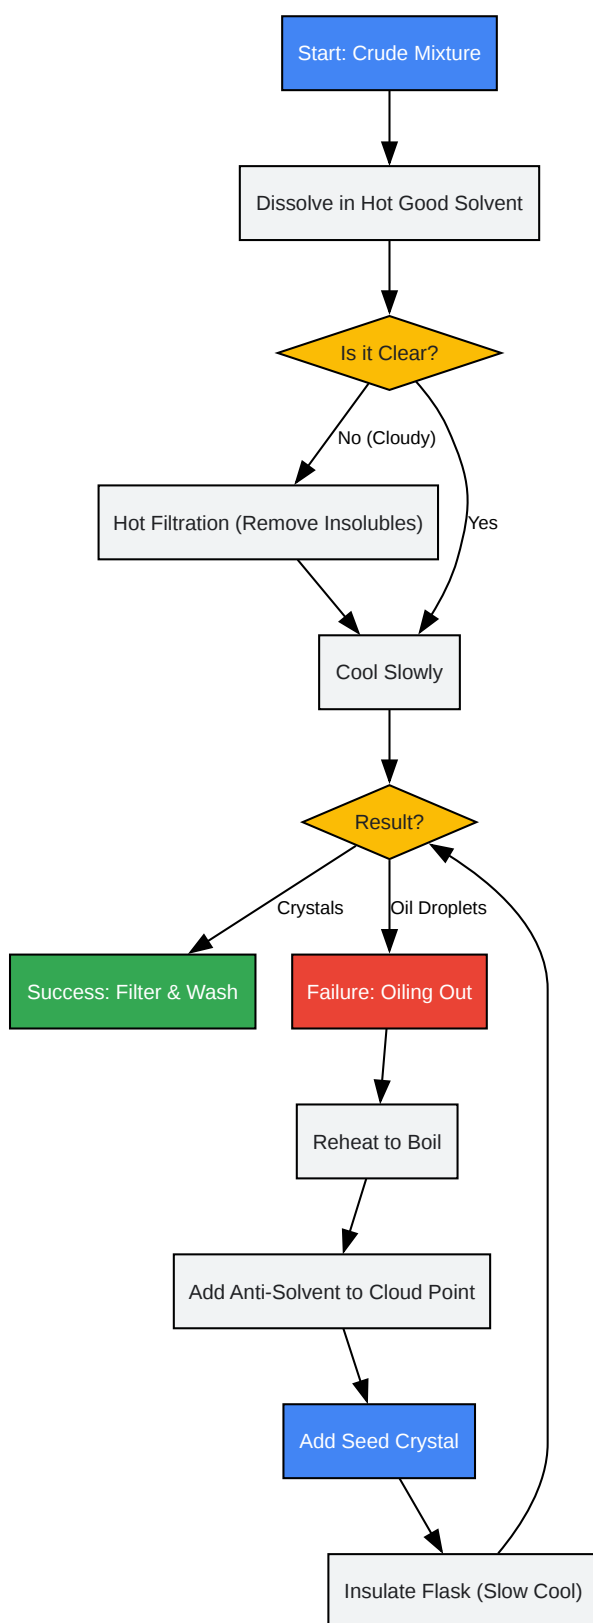 Start: Crude Mixture
Dissolve in Hot Good Solvent
Is it Clear?
No (Cloudy)
Hot Filtration (Remove Insolubles)
Yes
Cool Slowly
Result?
Crystals
Oil Droplets
Success: Filter & Wash
Failure: Oiling Out
Reheat to Boil
Add Anti-Solvent to Cloud Point
Add Seed Crystal
Insulate Flask (Slow Cool)